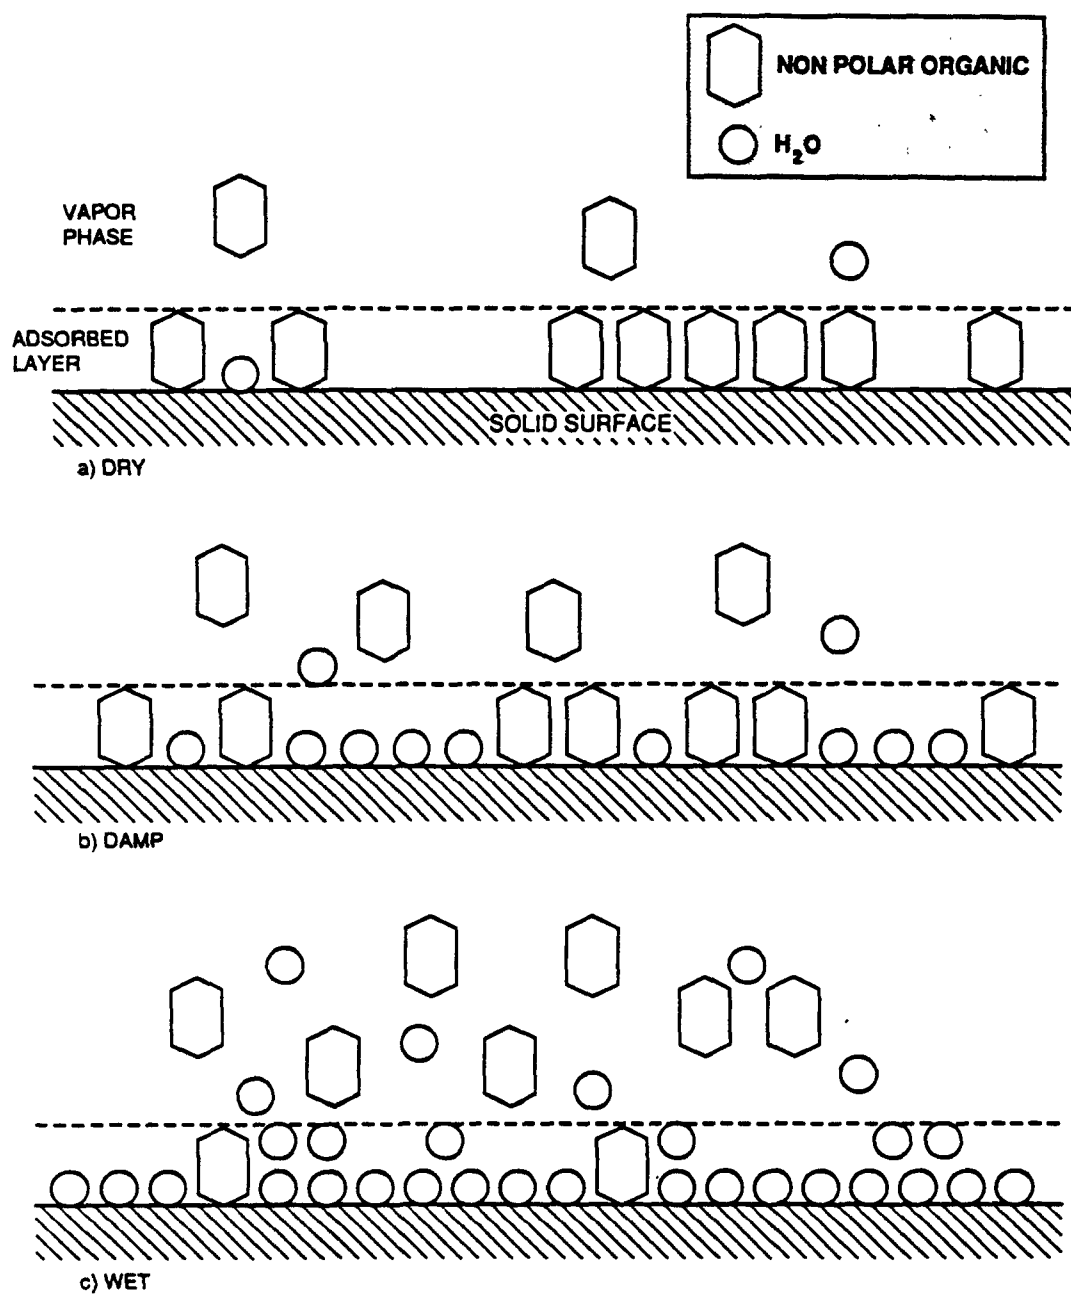 NON POLAR ORGANIC
H₂O
VAPOR
PHASE
ADSORBED
LAYER
SOLID SURFACE
a) DRY
b) DAMP
c) WET